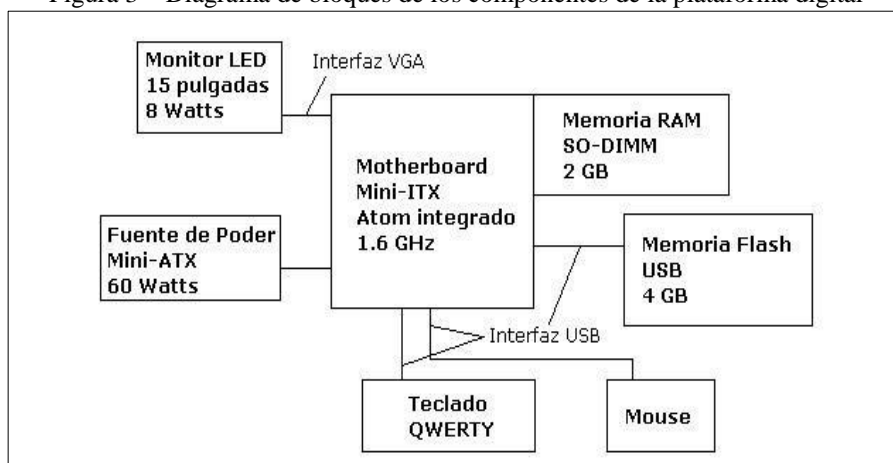 Figura 3 – Diagrama de bloques de los componentes de la plataforma digital
Monitor LED
15 pulgadas
8 Watts
Interfaz VGA
Motherboard
Mini-ITX
Atom integrado
1.6 GHz
Memoria RAM
SO-DIMM
2 GB
Fuente de Poder
Mini-ATX
60 Watts
Memoria Flash
USB
4 GB
Interfaz USB
Teclado
QWERTY
Mouse